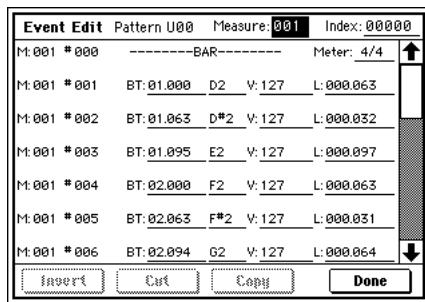 Event Edit Pattern U00 Measure: 001 Index: 00000
M: 001 # 000 --------BAR-------- Meter: 4/4
M: 001 # 001 BT: 01.000 D2 V: 127 L: 000.063
M: 001 # 002 BT: 01.063 D#2 V: 127 L: 000.032
M: 001 # 003 BT: 01.095 E2 V: 127 L: 000.097
M: 001 # 004 BT: 02.000 F2 V: 127 L: 000.063
M: 001 # 005 BT: 02.063 F#2 V: 127 L: 000.031
M: 001 # 006 BT: 02.094 G2 V: 127 L: 000.064
Insert Cut Copy Done